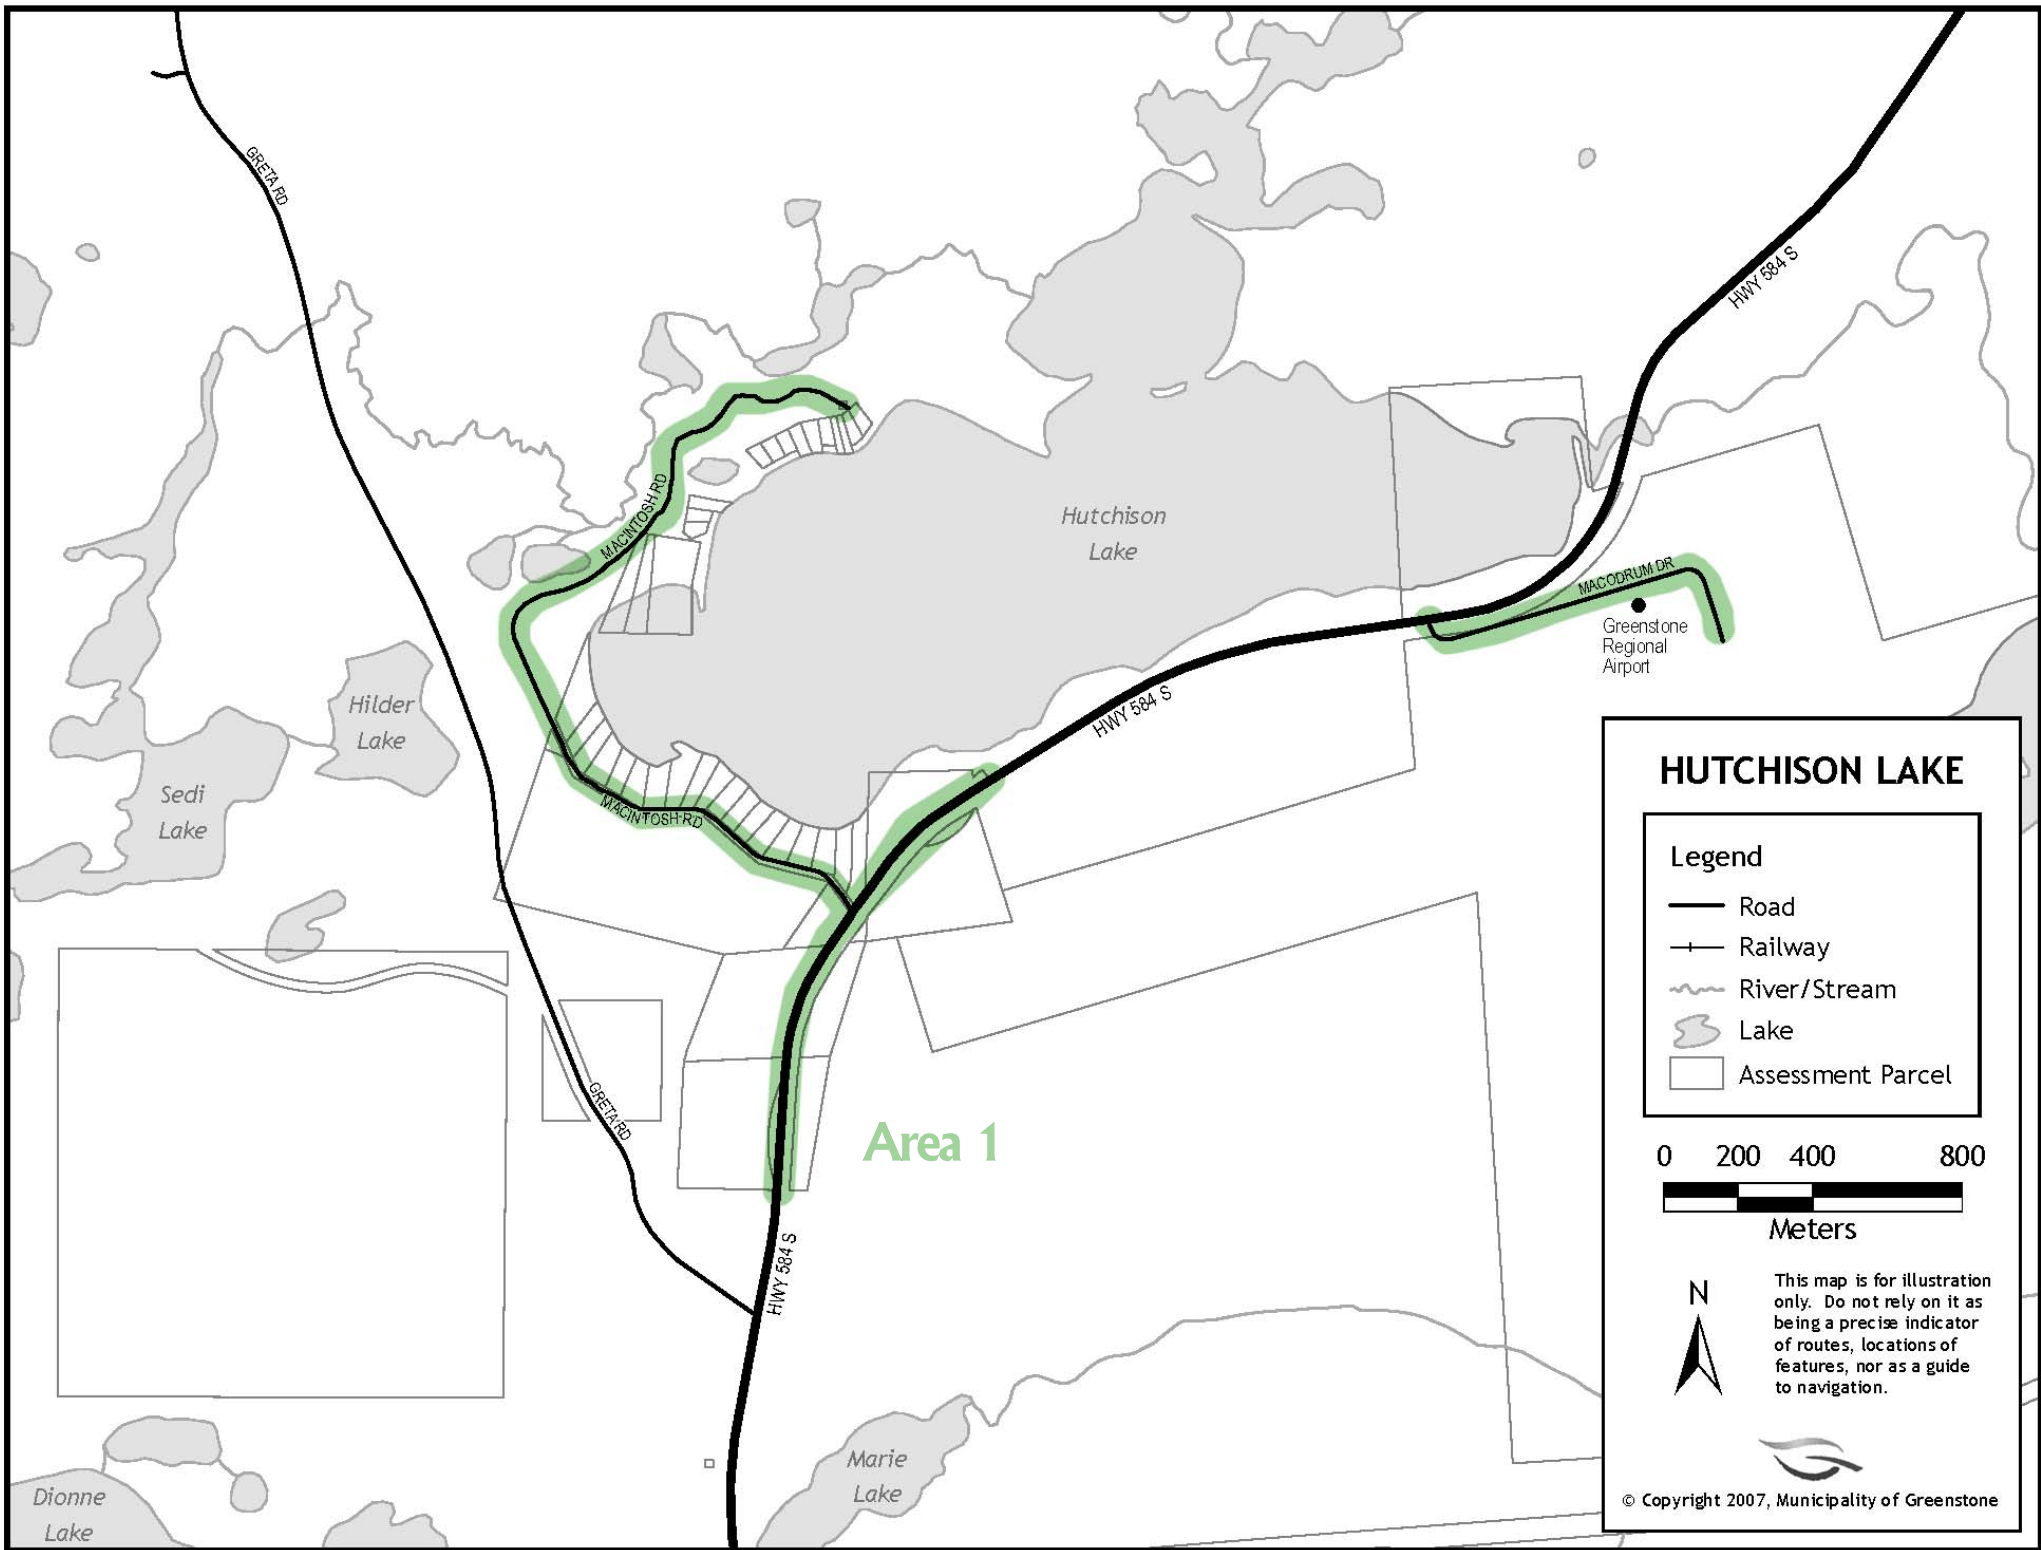 GRETA RD
HWY 584 S
MACINTOSH RD
Hutchison
Lake
MACODRUM DR
Greenstone
Regional
Airport
Hilder
Lake
HWY 584 S
Sedi
Lake
MACINTOSH RD
GRETA RD
Area 1
HWY 584 S
Marie
Lake
Dionne
Lake
HUTCHISON LAKE
Legend
Road
Railway
River/Stream
Lake
Assessment Parcel
0 200 400 800
Meters
N
This map is for illustration
only. Do not rely on it as
being a precise indicator
of routes, locations of
features, nor as a guide
to navigation.
© Copyright 2007, Municipality of Greenstone